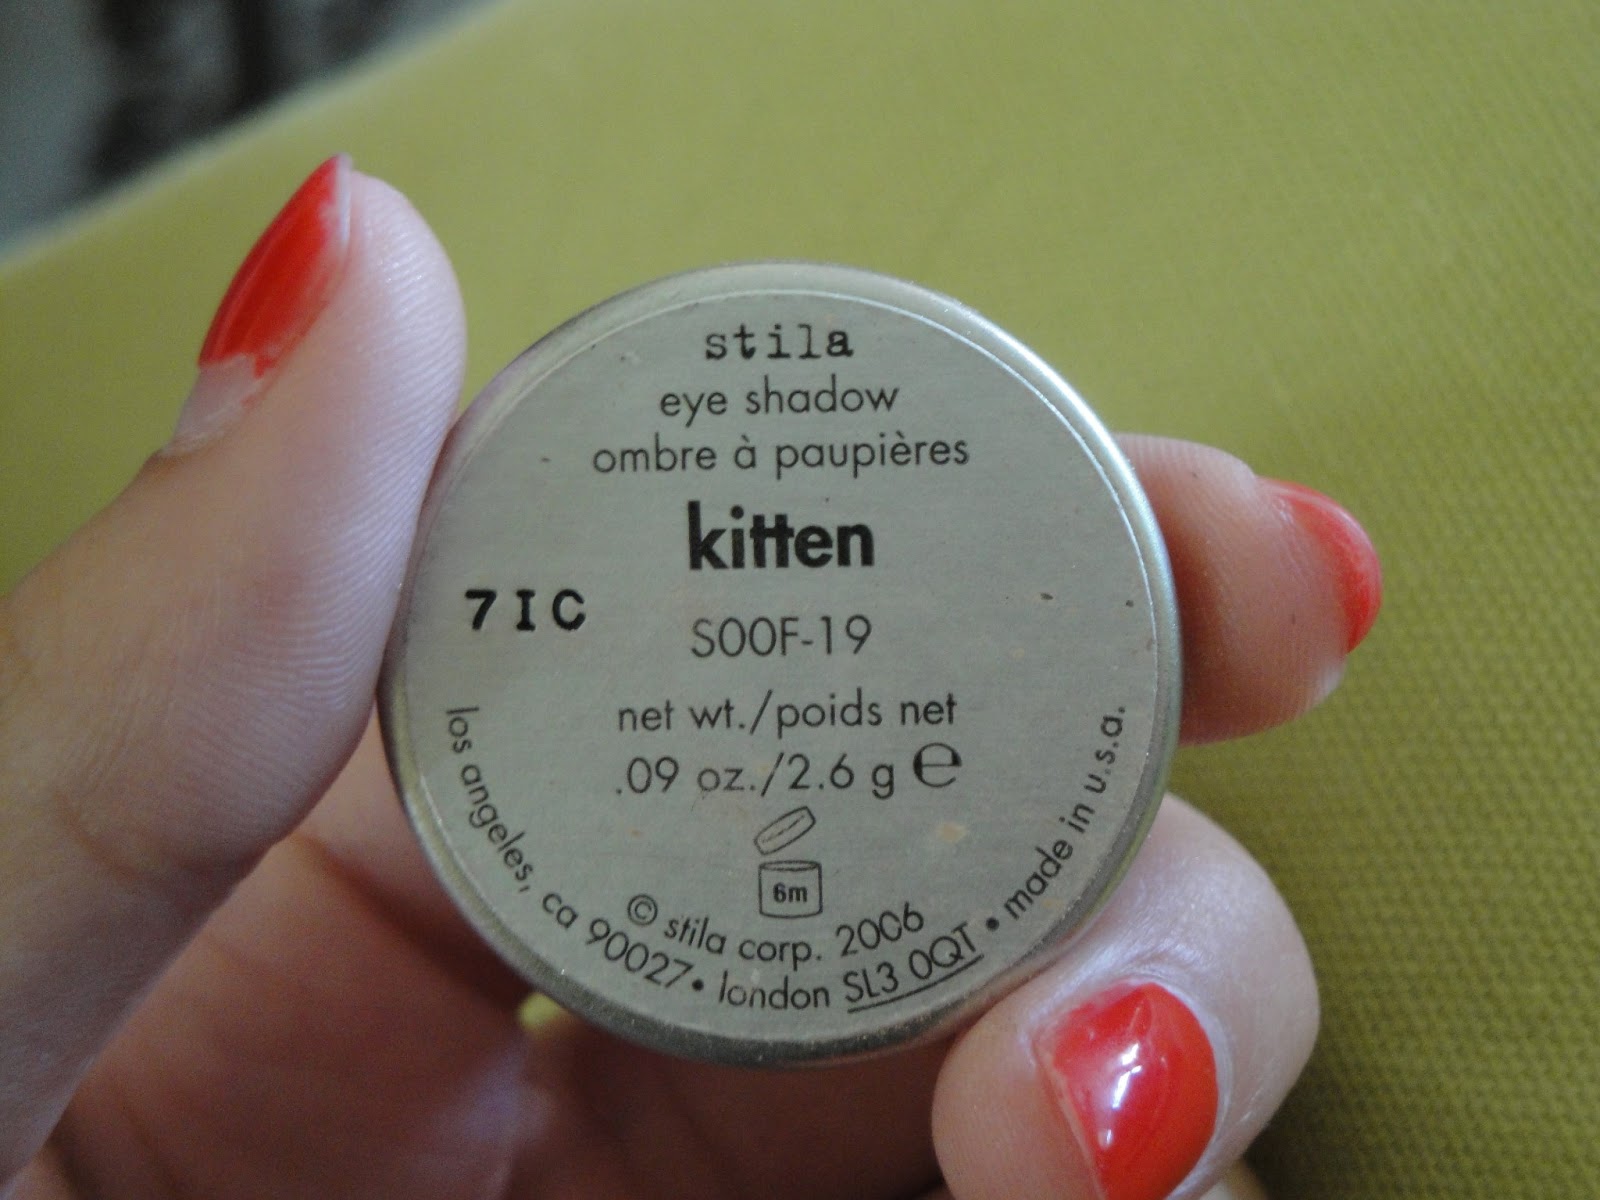 stila
eye shadow
ombre à paupières
kitten
7IC
S00F-19
net wt./poids net
.09 oz./2.6 g ℮
6m
© stila corp. 2006
los angeles, ca 90027 • london SL3 0QT • made in u.s.a.